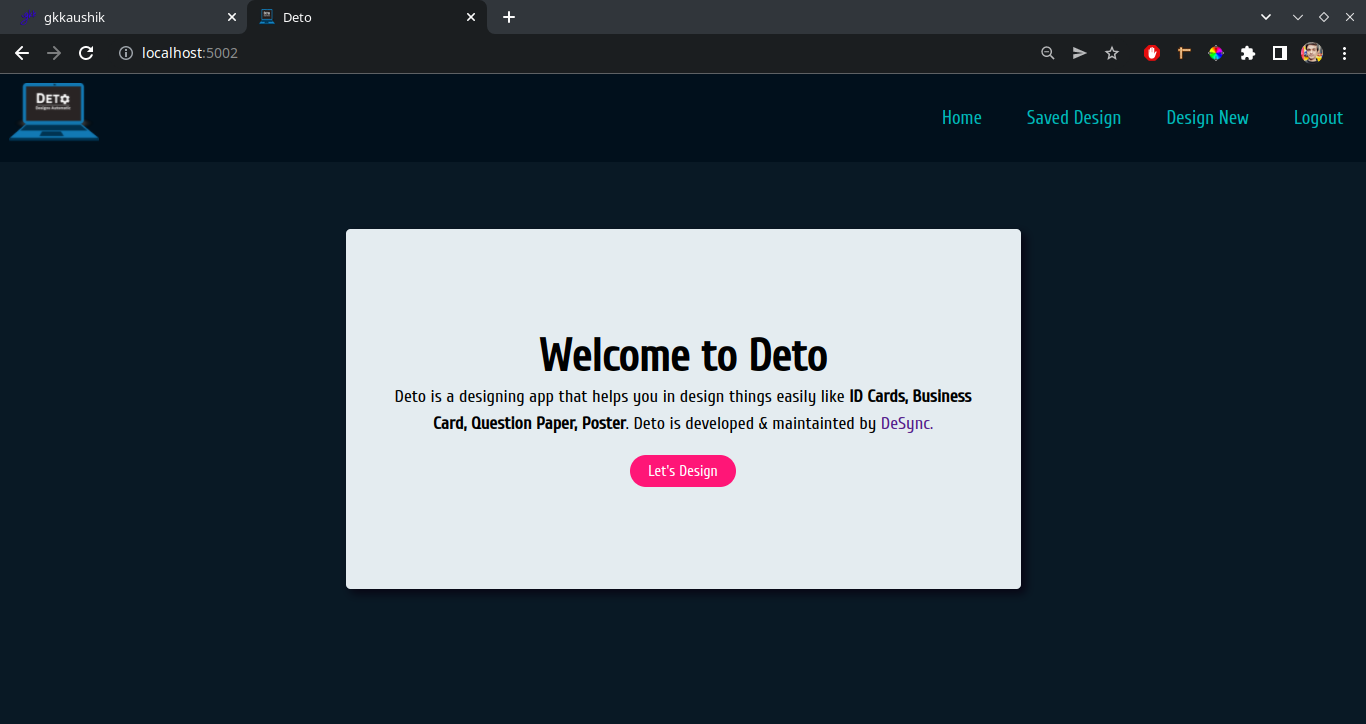 gkkaushik
Deto
localhost:5002
DETO
Designs Automatic
Home
Saved Design
Design New
Logout
Welcome to Deto
Deto is a designing app that helps you in design things easily like ID Cards, Business
Card, Question Paper, Poster. Deto is developed & maintainted by DeSync.
Let's Design